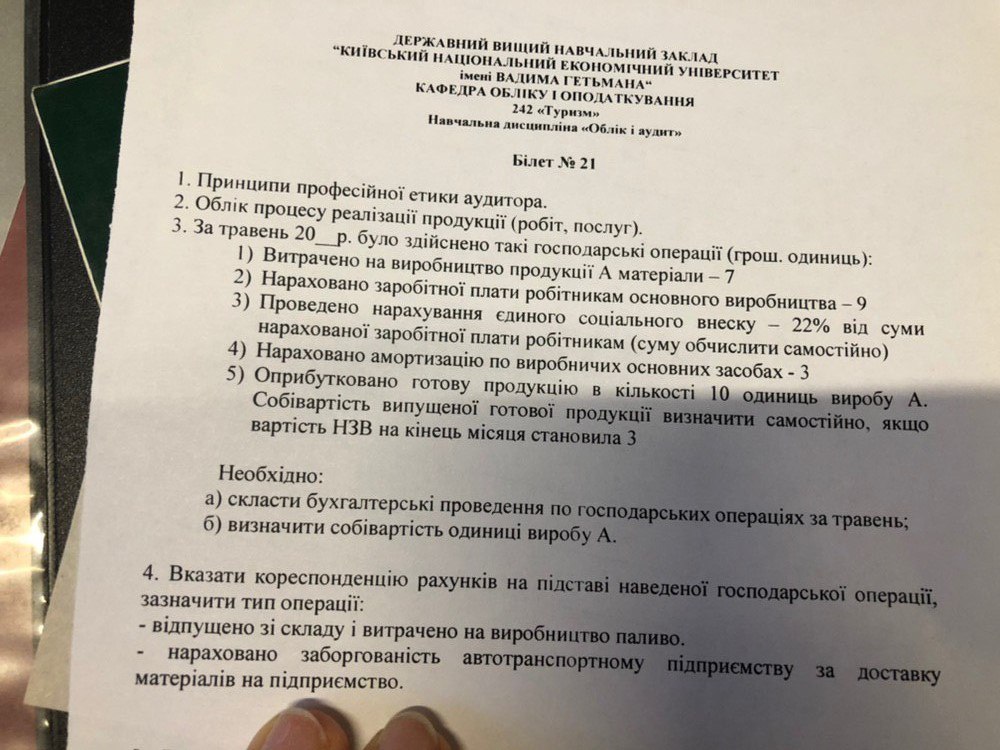 ДЕРЖАВНИЙ ВИЩИЙ НАВЧАЛЬНИЙ ЗАКЛАД
“КИЇВСЬКИЙ НАЦІОНАЛЬНИЙ ЕКОНОМІЧНИЙ УНІВЕРСИТЕТ
імені ВАДИМА ГЕТЬМАНА“
КАФЕДРА ОБЛІКУ І ОПОДАТКУВАННЯ
242 «Туризм»
Навчальна дисципліна «Облік і аудит»
Білет № 21
1. Принципи професійної етики аудитора.
2. Облік процесу реалізації продукції (робіт, послуг).
3. За травень 20__р. було здійснено такі господарські операції (грош. одиниць):
1) Витрачено на виробництво продукції А матеріали – 7
2) Нараховано заробітної плати робітникам основного виробництва – 9
3) Проведено нарахування єдиного соціального внеску – 22% від суми
нарахованої заробітної плати робітникам (суму обчислити самостійно)
4) Нараховано амортизацію по виробничих основних засобах - 3
5) Оприбутковано готову продукцію в кількості 10 одиниць виробу А.
Собівартість випущеної готової продукції визначити самостійно, якщо
вартість НЗВ на кінець місяця становила 3
Необхідно:
а) скласти бухгалтерські проведення по господарських операціях за травень;
б) визначити собівартість одиниці виробу А.
4. Вказати кореспонденцію рахунків на підставі наведеної господарської операції,
зазначити тип операції:
- відпущено зі складу і витрачено на виробництво паливо.
- нараховано заборгованість автотранспортному підприємству за доставку
матеріалів на підприємство.